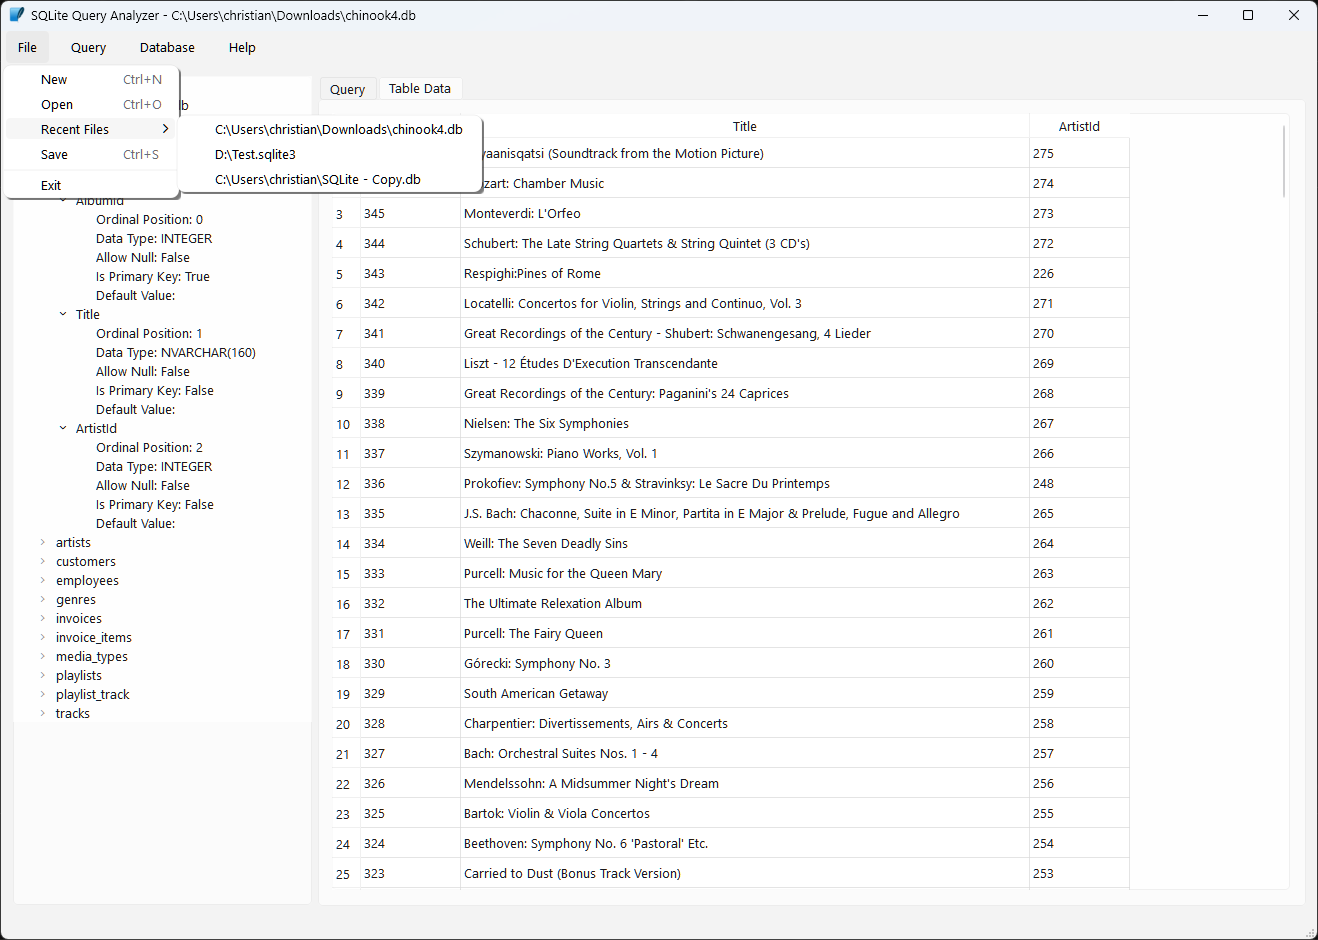 SQLite Query Analyzer - C:\Users\christian\Downloads\chinook4.db
File Query Database Help
New Ctrl+N
Open Ctrl+O
Recent Files
Save Ctrl+S
Exit
C:\Users\christian\Downloads\chinook4.db
D:\Test.sqlite3
C:\Users\christian\SQLite - Copy.db
AlbumId
Ordinal Position: 0
Data Type: INTEGER
Allow Null: False
Is Primary Key: True
Default Value:
Title
Ordinal Position: 1
Data Type: NVARCHAR(160)
Allow Null: False
Is Primary Key: False
Default Value:
ArtistId
Ordinal Position: 2
Data Type: INTEGER
Allow Null: False
Is Primary Key: False
Default Value:
artists
customers
employees
genres
invoices
invoice_items
media_types
playlists
playlist_track
tracks
Query Table Data
Title ArtistId
(Soundtrack from the Motion Picture) 275
Chamber Music 274
3 345 Monteverdi: L'Orfeo 273
4 344 Schubert: The Late String Quartets & String Quintet (3 CD's) 272
5 343 Respighi:Pines of Rome 226
6 342 Locatelli: Concertos for Violin, Strings and Continuo, Vol. 3 271
7 341 Great Recordings of the Century - Shubert: Schwanengesang, 4 Lieder 270
8 340 Liszt - 12 Études D'Execution Transcendante 269
9 339 Great Recordings of the Century: Paganini's 24 Caprices 268
10 338 Nielsen: The Six Symphonies 267
11 337 Szymanowski: Piano Works, Vol. 1 266
12 336 Prokofiev: Symphony No.5 & Stravinksy: Le Sacre Du Printemps 248
13 335 J.S. Bach: Chaconne, Suite in E Minor, Partita in E Major & Prelude, Fugue and Allegro 265
14 334 Weill: The Seven Deadly Sins 264
15 333 Purcell: Music for the Queen Mary 263
16 332 The Ultimate Relexation Album 262
17 331 Purcell: The Fairy Queen 261
18 330 Górecki: Symphony No. 3 260
19 329 South American Getaway 259
20 328 Charpentier: Divertissements, Airs & Concerts 258
21 327 Bach: Orchestral Suites Nos. 1 - 4 257
22 326 Mendelssohn: A Midsummer Night's Dream 256
23 325 Bartok: Violin & Viola Concertos 255
24 324 Beethoven: Symphony No. 6 'Pastoral' Etc. 254
25 323 Carried to Dust (Bonus Track Version) 253